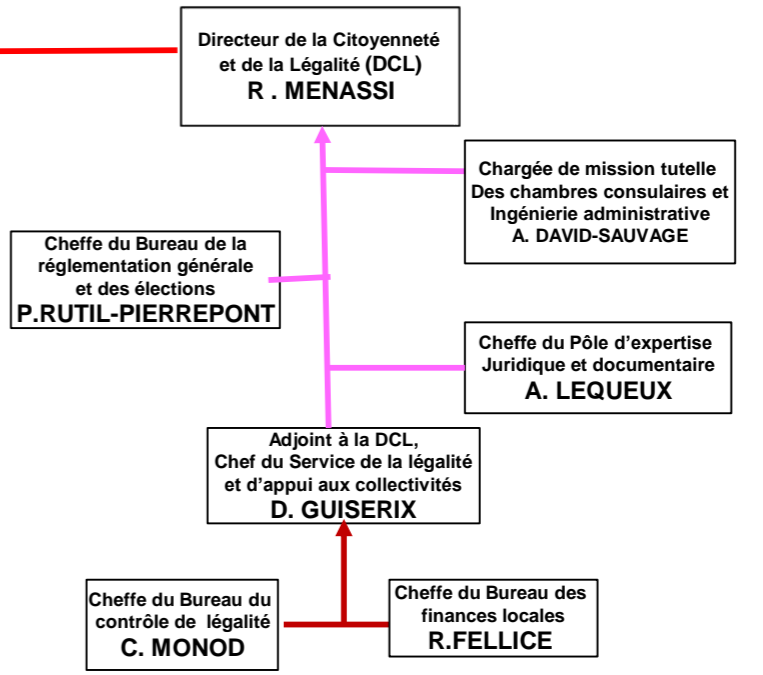 Directeur de la Citoyenneté
et de la Légalité (DCL)
R . MENASSI
Chargée de mission tutelle
Des chambres consulaires et
Ingénierie administrative
A. DAVID-SAUVAGE
Cheffe du Bureau de la
réglementation générale
et des élections
P.RUTIL-PIERREPONT
Cheffe du Pôle d’expertise
Juridique et documentaire
A. LEQUEUX
Adjoint à la DCL,
Chef du Service de la légalité
et d’appui aux collectivités
D. GUISERIX
Cheffe du Bureau du
contrôle de légalité
C. MONOD
Cheffe du Bureau des
finances locales
R.FELLICE